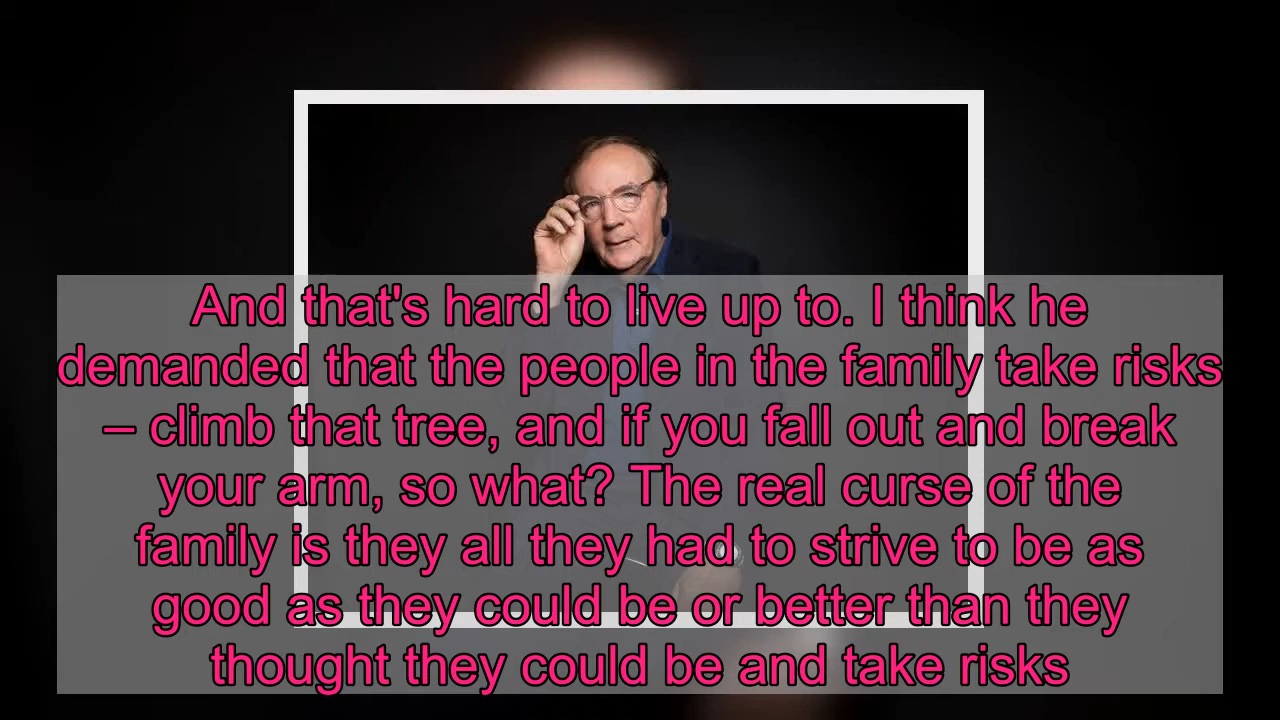 And that's hard to live up to. I think he
demanded that the people in the family take risks
– climb that tree, and if you fall out and break
your arm, so what? The real curse of the
family is they all they had to strive to be as
good as they could be or better than they
thought they could be and take risks